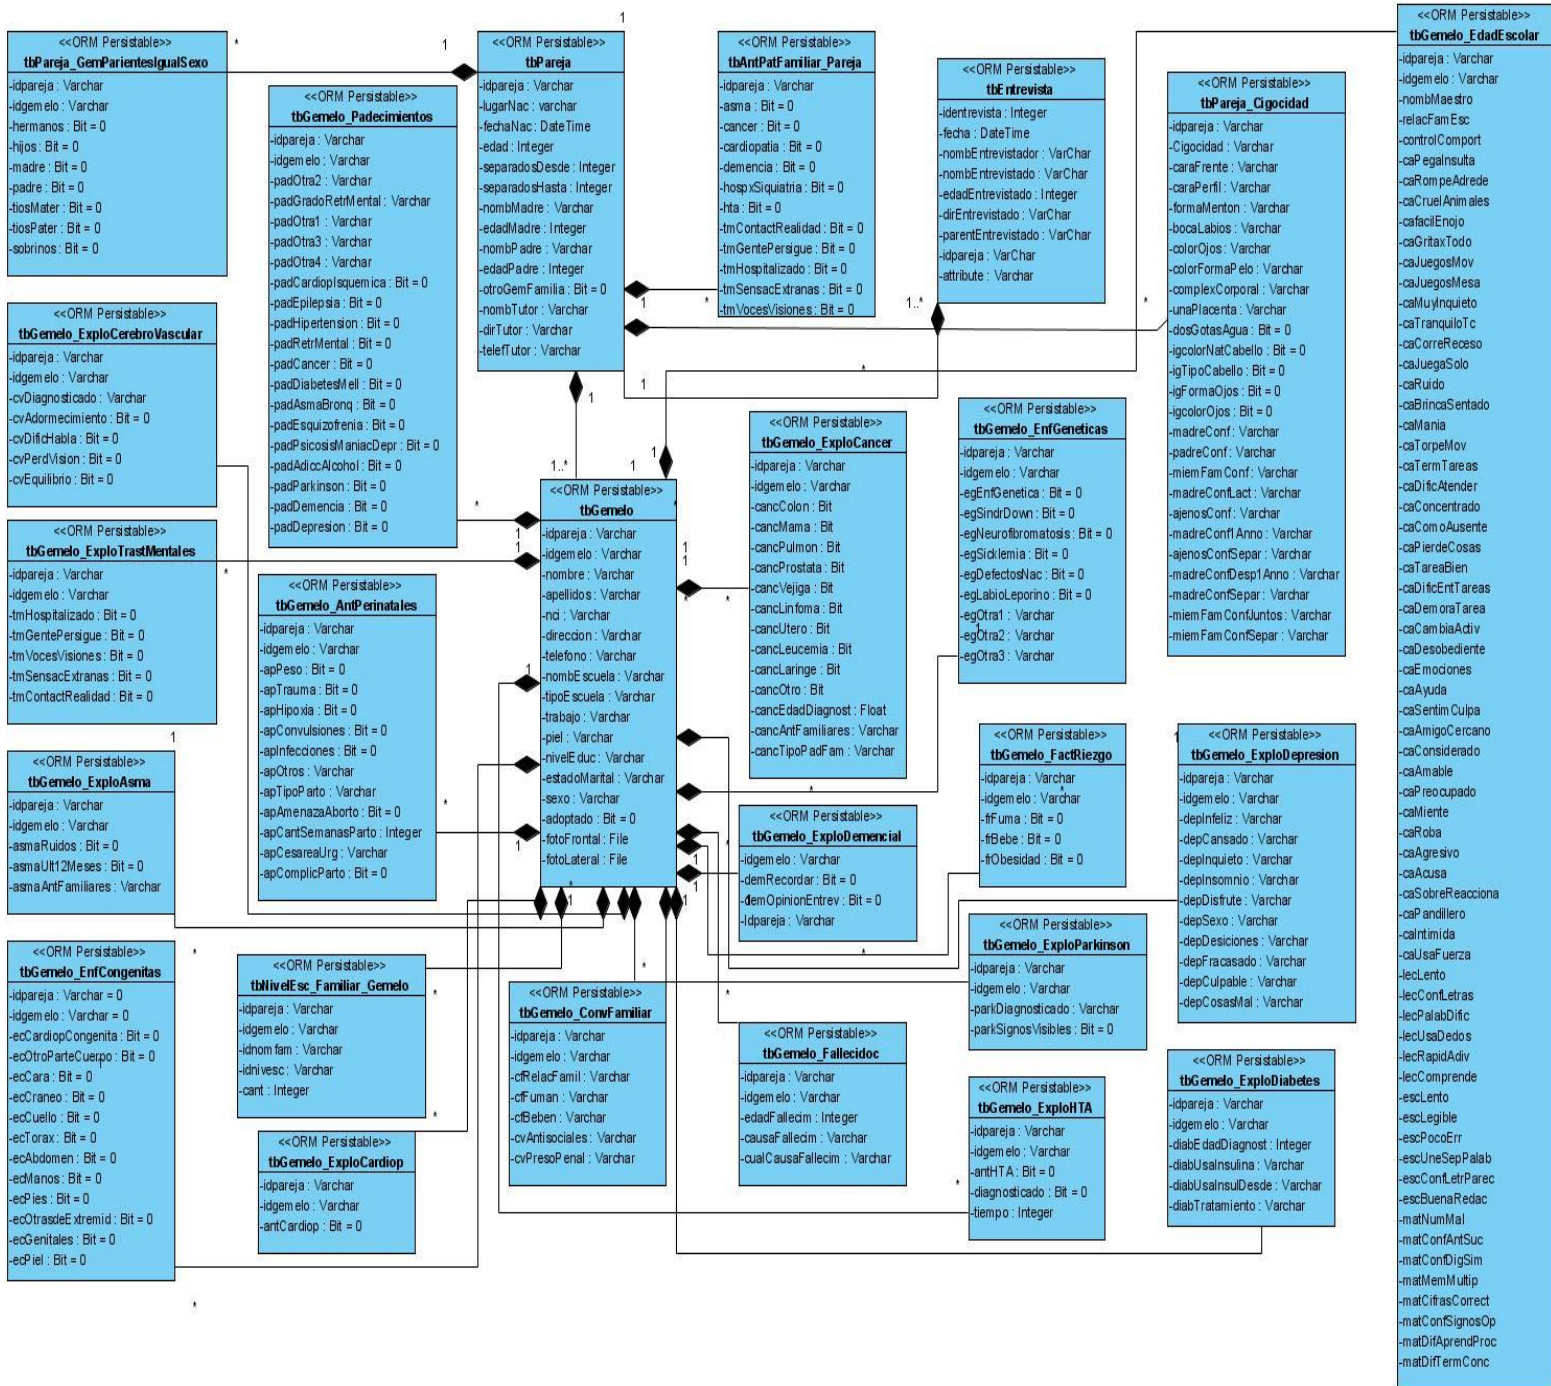 <<ORM Persistable>>
tbPareja_GemParientesIgualSexo
-idpareja : Varchar
-idgemelo : Varchar
-hermanos : Bit = 0
-hijos : Bit = 0
-madre : Bit = 0
-padre : Bit = 0
-tiosMater : Bit = 0
-tiosPater : Bit = 0
-sobrinos : Bit = 0
<<ORM Persistable>>
tbGemelo_ExploCerebroVascular
-idpareja : Varchar
-idgemelo : Varchar
-cvDiagnosticado : Varchar
-cvAdormecimiento : Bit = 0
-cvDificHabla : Bit = 0
-cvPerdVision : Bit = 0
-cvEquilibrio : Bit = 0
<<ORM Persistable>>
tbGemelo_ExploTrastMentales
-idpareja : Varchar
-idgemelo : Varchar
-tmHospitalizado : Bit = 0
-tmGentePersigue : Bit = 0
-tmVocesVisiones : Bit = 0
-tmSensacExtranas : Bit = 0
-tmContactRealidad : Bit = 0
<<ORM Persistable>>
tbGemelo_ExploAsma
-idpareja : Varchar
-idgemelo : Varchar
-asmaRuidos : Bit = 0
-asmaUlt12Meses : Bit = 0
-asmaAntFamiliares : Varchar
<<ORM Persistable>>
tbGemelo_EnfCongenitas
-idpareja : Varchar = 0
-idgemelo : Varchar = 0
-ecCardiopCongenita : Bit = 0
-ecOtroParteCuerpo : Bit = 0
-ecCara : Bit = 0
-ecCraneo : Bit = 0
-ecCuello : Bit = 0
-ecTorax : Bit = 0
-ecAbdomen : Bit = 0
-ecManos : Bit = 0
-ecPies : Bit = 0
-ecOtrasdeExtremid : Bit = 0
-ecGenitales : Bit = 0
-ecPiel : Bit = 0
<<ORM Persistable>>
tbGemelo_Padecimientos
-idpareja : Varchar
-idgemelo : Varchar
-padOtra2 : Varchar
-padGradoRetrMental : Varchar
-padOtra1 : Varchar
-padOtra3 : Varchar
-padOtra4 : Varchar
-padCardiopIsquemica : Bit = 0
-padEpilepsia : Bit = 0
-padHipertension : Bit = 0
-padRetrMental : Bit = 0
-padCancer : Bit = 0
-padDiabetesMell : Bit = 0
-padAsmaBronq : Bit = 0
-padEsquizofrenia : Bit = 0
-padPsicosisManiacDepr : Bit = 0
-padAdiccAlcohol : Bit = 0
-padParkinson : Bit = 0
-padDemencia : Bit = 0
-padDepresion : Bit = 0
<<ORM Persistable>>
tbGemelo_AntPerinatales
-idpareja : Varchar
-idgemelo : Varchar
-apPeso : Bit = 0
-apTrauma : Bit = 0
-apHipoxia : Bit = 0
-apConvulsiones : Bit = 0
-apInfecciones : Bit = 0
-apOtros : Varchar
-apTipoParto : Varchar
-apAmenazaAborto : Bit = 0
-apCantSemanasParto : Integer
-apCesareaUrg : Varchar
-apComplicParto : Bit = 0
<<ORM Persistable>>
tbNivelEsc_Familiar_Gemelo
-idpareja : Varchar
-idgemelo : Varchar
-idnomfam : Varchar
-idnivesc : Varchar
-cant : Integer
<<ORM Persistable>>
tbGemelo_ExploCardiop
-idpareja : Varchar
-idgemelo : Varchar
-antCardiop : Bit = 0
<<ORM Persistable>>
tbPareja
-idpareja : Varchar
-lugarNac : varchar
-fechaNac : DateTime
-edad : Integer
-separadosDesde : Integer
-separadosHasta : Integer
-nombMadre : Varchar
-edadMadre : Integer
-nombPadre : Varchar
-edadPadre : Integer
-otroGemFamilia : Bit = 0
-nombTutor : Varchar
-dirTutor : Varchar
-telefTutor : Varchar
<<ORM Persistable>>
tbGemelo
-idpareja : Varchar
-idgemelo : Varchar
-nombre : Varchar
-apellidos : Varchar
-nci : Varchar
-direccion : Varchar
-telefono : Varchar
-nombEscuela : Varchar
-tipoEscuela : Varchar
-trabajo : Varchar
-piel : Varchar
-nivelEduc : Varchar
-estadoMarital : Varchar
-sexo : Varchar
-adoptado : Bit = 0
-fotoFrontal : File
-fotoLateral : File
<<ORM Persistable>>
tbGemelo_ConvFamiliar
-idpareja : Varchar
-idgemelo : Varchar
-cfRelacFamil : Varchar
-cfFuman : Varchar
-cfBeben : Varchar
-cvAntisociales : Varchar
-cvPresoPenal : Varchar
<<ORM Persistable>>
tbAntPatFamiliar_Pareja
-idpareja : Varchar
-asma : Bit = 0
-cancer : Bit = 0
-cardiopatia : Bit = 0
-demencia : Bit = 0
-hospxSiquiatria : Bit = 0
-hta : Bit = 0
-tmContactRealidad : Bit = 0
-tmGentePersigue : Bit = 0
-tmHospitalizado : Bit = 0
-tmSensacExtranas : Bit = 0
-tmVocesVisiones : Bit = 0
<<ORM Persistable>>
tbGemelo_ExploCancer
-idpareja : Varchar
-idgemelo : Varchar
-cancColon : Bit
-cancMama : Bit
-cancPulmon : Bit
-cancProstata : Bit
-cancVejiga : Bit
-cancLinfoma : Bit
-cancUtero : Bit
-cancLeucemia : Bit
-cancLaringe : Bit
-cancOtro : Bit
-cancEdadDiagnost : Float
-cancAntFamiliares : Varchar
-cancTipoPadFam : Varchar
<<ORM Persistable>>
tbGemelo_ExploDemencial
-idgemelo : Varchar
-demRecordar : Bit = 0
-demOpinionEntrev : Bit = 0
-Idpareja : Varchar
<<ORM Persistable>>
tbGemelo_Fallecidoc
-idpareja : Varchar
-idgemelo : Varchar
-edadFallecim : Integer
-causaFallecim : Varchar
-cualCausaFallecim : Varchar
<<ORM Persistable>>
tbEntrevista
-identrevista : Integer
-fecha : DateTime
-nombEntrevistador : VarChar
-nombEntrevistado : VarChar
-edadEntrevistado : Integer
-dirEntrevistado : VarChar
-parentEntrevistado : VarChar
-idpareja : VarChar
-attribute : Varchar
<<ORM Persistable>>
tbGemelo_EnfGeneticas
-idpareja : Varchar
-idgemelo : Varchar
-egEnfGenetica : Bit = 0
-egSindrDown : Bit = 0
-egNeurofibromatosis : Bit = 0
-egSicklemia : Bit = 0
-egDefectosNac : Bit = 0
-egLabioLeporino : Bit = 0
-egOtra1 : Varchar
-egOtra2 : Varchar
-egOtra3 : Varchar
<<ORM Persistable>>
tbGemelo_FactRiezgo
-idpareja : Varchar
-idgemelo : Varchar
-frFuma : Bit = 0
-frBebe : Bit = 0
-frObesidad : Bit = 0
<<ORM Persistable>>
tbGemelo_ExploParkinson
-idpareja : Varchar
-idgemelo : Varchar
-parkDiagnosticado : Varchar
-parkSignosVisibles : Bit = 0
<<ORM Persistable>>
tbGemelo_ExploHTA
-idpareja : Varchar
-idgemelo : Varchar
-antHTA : Bit = 0
-diagnosticado : Bit = 0
-tiempo : Integer
<<ORM Persistable>>
tbPareja_Cigocidad
-idpareja : Varchar
-Cigocidad : Varchar
-caraFrente : Varchar
-caraPerfil : Varchar
-formaMenton : Varchar
-bocaLabios : Varchar
-colorOjos : Varchar
-colorFormaPelo : Varchar
-complexCorporal : Varchar
-unaPlacenta : Varchar
-dosGotasAgua : Varchar
-igcolorNatCabello : Bit = 0
-igTipoCabello : Bit = 0
-igFormaOjos : Bit = 0
-igcolorOjos : Bit = 0
-madreConf : Varchar
-padreConf : Varchar
-miemFamConf : Varchar
-madreConfLact : Varchar
-ajenosConf : Varchar
-madreConf1Anno : Varchar
-ajenosConfSepar : Varchar
-madreConfDesp1Anno : Varchar
-madreConfSepar : Varchar
-miemFamConfJuntos : Varchar
-miemFamConfSepar : Varchar
<<ORM Persistable>>
tbGemelo_ExploDepresion
-idpareja : Varchar
-idgemelo : Varchar
-depInfeliz : Varchar
-depCansado : Varchar
-depInquieto : Varchar
-depInsomnio : Varchar
-depDisfrute : Varchar
-depSexo : Varchar
-depDesiciones : Varchar
-depFracasado : Varchar
-depCulpable : Varchar
-depCosasMal : Varchar
<<ORM Persistable>>
tbGemelo_ExploDiabetes
-idpareja : Varchar
-idgemelo : Varchar
-diabEdadDiagnost : Integer
-diabUsaInsulina : Varchar
-diabUsaInsulDesde : Varchar
-diabTratamiento : Varchar
<<ORM Persistable>>
tbGemelo_EdadEscolar
-idpareja : Varchar
-idgemelo : Varchar
-nombMaestro
-relacFamEsc
-controlComport
-caPegaInsulta
-caRompeAdrede
-caCruelAnimales
-cafacilEnojo
-caGritaxTodo
-caJuegosMov
-caJuegosMesa
-caMuyInquieto
-caTranquiloTc
-caCorreReceso
-caJuegaSolo
-caRuido
-caBrincaSentado
-caMania
-caTorpeMov
-caTermTareas
-caDificAtender
-caConcentrado
-caComoAusente
-caPierdeCosas
-caTareaBien
-caDificEntTareas
-caDemoraTarea
-caCambiaActiv
-caDesobediente
-caEmociones
-caAyuda
-caSentimCulpa
-caAmigoCercano
-caConsiderado
-caAmable
-caPreocupado
-caMiente
-caRoba
-caAgresivo
-caAcusa
-caSobreReacciona
-caPandillero
-caIntimida
-caUsaFuerza
-lecLento
-lecConfLetras
-lecPalabDific
-lecUsaDedos
-lecRapidAdiv
-lecComprende
-escLento
-escLegible
-escPocoErr
-escUneSepPalab
-escConfLetrParec
-escBuenaRedac
-matNumMal
-matConfAntSuc
-matConfDigSim
-matMemMultip
-matCifrasCorrect
-matConfSignosOp
-matDifAprendProc
-matDifTermConc